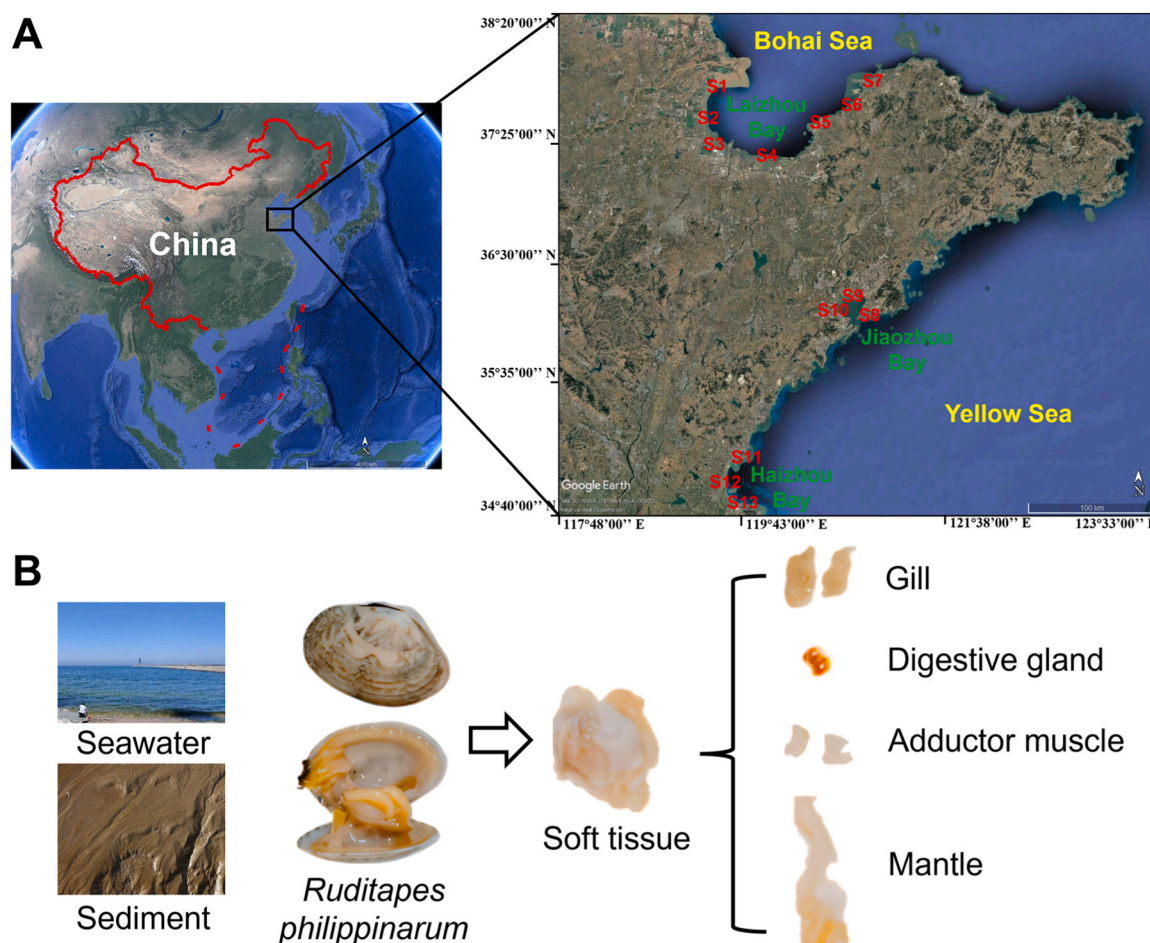 A
38°20'00'' N
37°25'00'' N
36°30'00'' N
35°35'00'' N
34°40'00'' N
117°48'00'' E
119°43'00'' E
121°38'00'' E
123°33'00'' E
China
N
Bohai Sea
S1
S2
S3
S4
S5
S6
S7
Laizhou
Bay
S9
S10
S8
Jiaozhou
Bay
Yellow Sea
S11
S12
S13
Haizhou
Bay
Google Earth
N
100 km
B
Seawater
Sediment
Ruditapes
philippinarum
Soft tissue
Gill
Digestive gland
Adductor muscle
Mantle